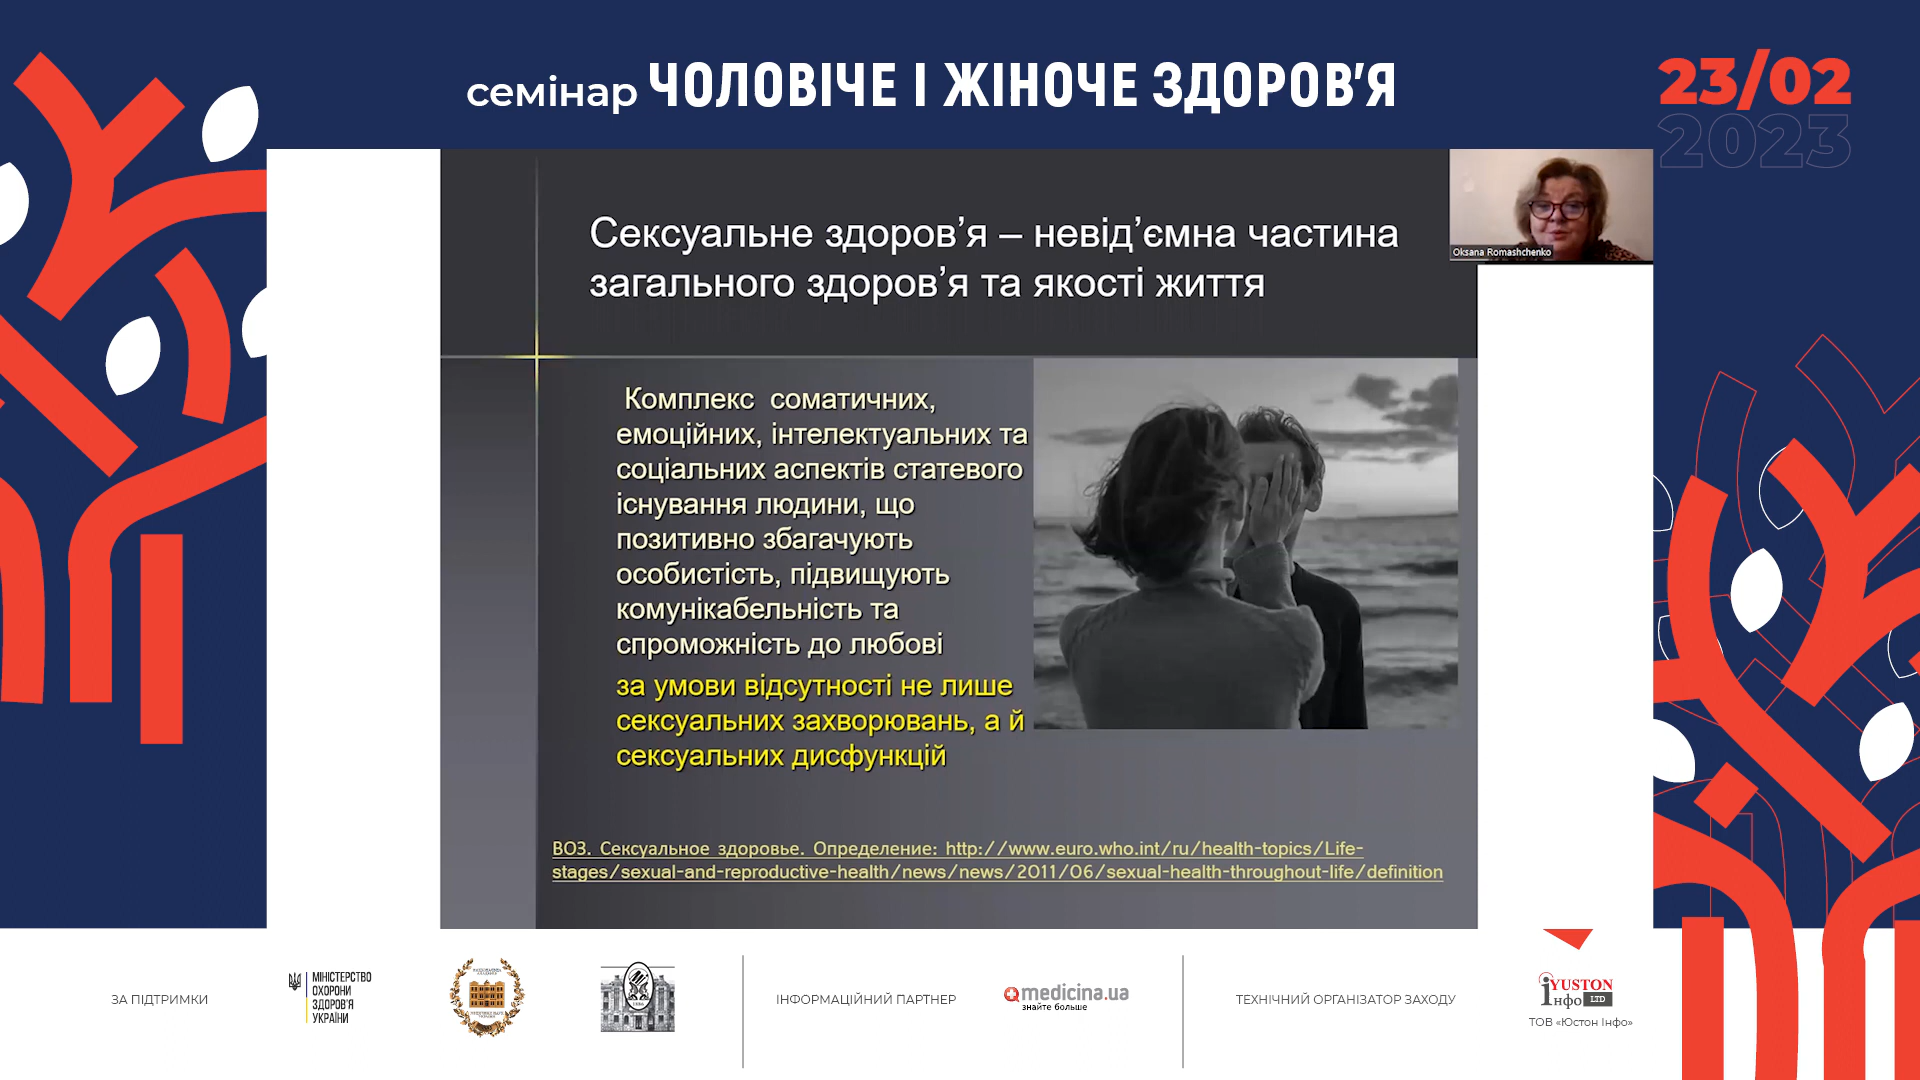 семінар ЧОЛОВІЧЕ І ЖІНОЧЕ ЗДОРОВ'Я
23/02
2023
Сексуальне здоров’я – невід’ємна частина
загального здоров’я та якості життя
Oksana Romashchenko
Комплекс соматичних,
емоційних, інтелектуальних та
соціальних аспектів статевого
існування людини, що
позитивно збагачують
особистість, підвищують
комунікабельність та
спроможність до любові
за умови відсутності не лише
сексуальних захворювань, а й
сексуальних дисфункцій
ВОЗ. Сексуальное здоровье. Определение: http://www.euro.who.int/ru/health-topics/Life-
stages/sexual-and-reproductive-health/news/news/2011/06/sexual-health-throughout-life/definition
ЗА ПІДТРИМКИ
МІНІСТЕРСТВО
ОХОРОНИ
ЗДОРОВ'Я
УКРАЇНИ
ІНФОРМАЦІЙНИЙ ПАРТНЕР
medicina.ua
знайте больше
ТЕХНІЧНИЙ ОРГАНІЗАТОР ЗАХОДУ
iYUSTON
Iнфо LTD
ТОВ «Юстон Інфо»